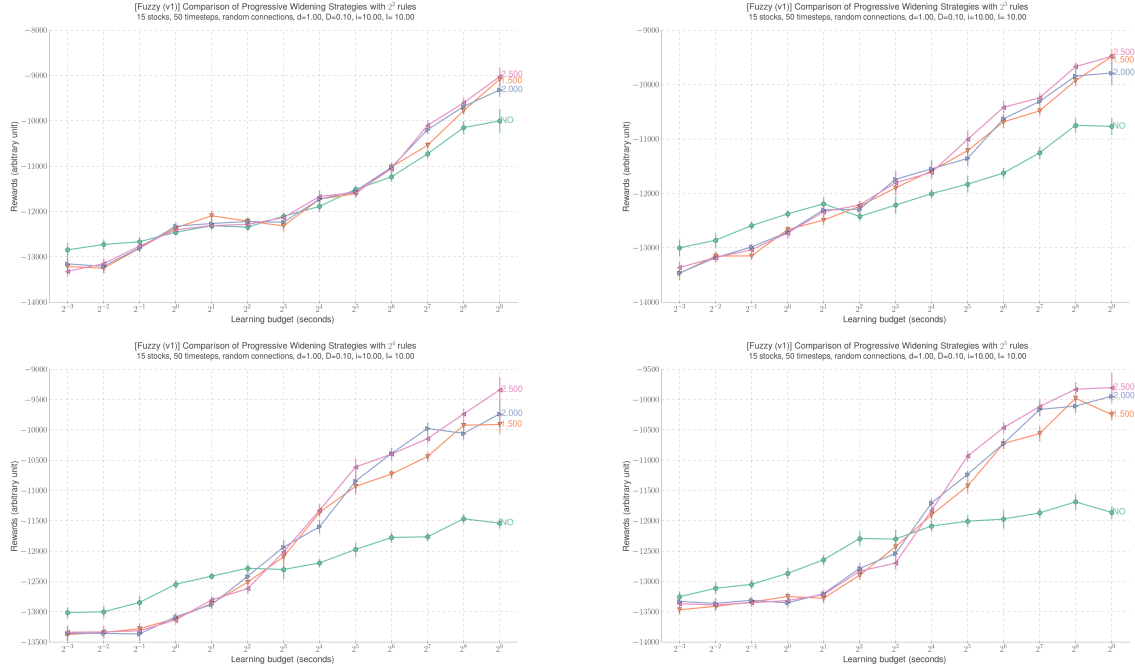 [Fuzzy (v1)] Comparison of Progressive Widening Strategies with 2^2 rules
15 stocks, 50 timesteps, random connections, d=1.00, D=0.10, i=10.00, I= 10.00
Rewards (arbitrary unit)
−8000
−9000
−10000
−11000
−12000
−13000
−14000
2.500
1.500
2.000
NO
2^−3 2^−2 2^−1 2^0 2^1 2^2 2^3 2^4 2^5 2^6 2^7 2^8 2^9
Learning budget (seconds)
[Fuzzy (v1)] Comparison of Progressive Widening Strategies with 2^3 rules
15 stocks, 50 timesteps, random connections, d=1.00, D=0.10, i=10.00, I= 10.00
Rewards (arbitrary unit)
−9000
−10000
−11000
−12000
−13000
−14000
2.500
1.500
2.000
NO
2^−3 2^−2 2^−1 2^0 2^1 2^2 2^3 2^4 2^5 2^6 2^7 2^8 2^9
Learning budget (seconds)
[Fuzzy (v1)] Comparison of Progressive Widening Strategies with 2^4 rules
15 stocks, 50 timesteps, random connections, d=1.00, D=0.10, i=10.00, I= 10.00
Rewards (arbitrary unit)
−9000
−9500
−10000
−10500
−11000
−11500
−12000
−12500
−13000
−13500
2.500
2.000
1.500
NO
2^−3 2^−2 2^−1 2^0 2^1 2^2 2^3 2^4 2^5 2^6 2^7 2^8 2^9
Learning budget (seconds)
[Fuzzy (v1)] Comparison of Progressive Widening Strategies with 2^5 rules
15 stocks, 50 timesteps, random connections, d=1.00, D=0.10, i=10.00, I= 10.00
Rewards (arbitrary unit)
−9500
−10000
−10500
−11000
−11500
−12000
−12500
−13000
−13500
−14000
2.500
2.000
1.500
NO
2^−3 2^−2 2^−1 2^0 2^1 2^2 2^3 2^4 2^5 2^6 2^7 2^8 2^9
Learning budget (seconds)